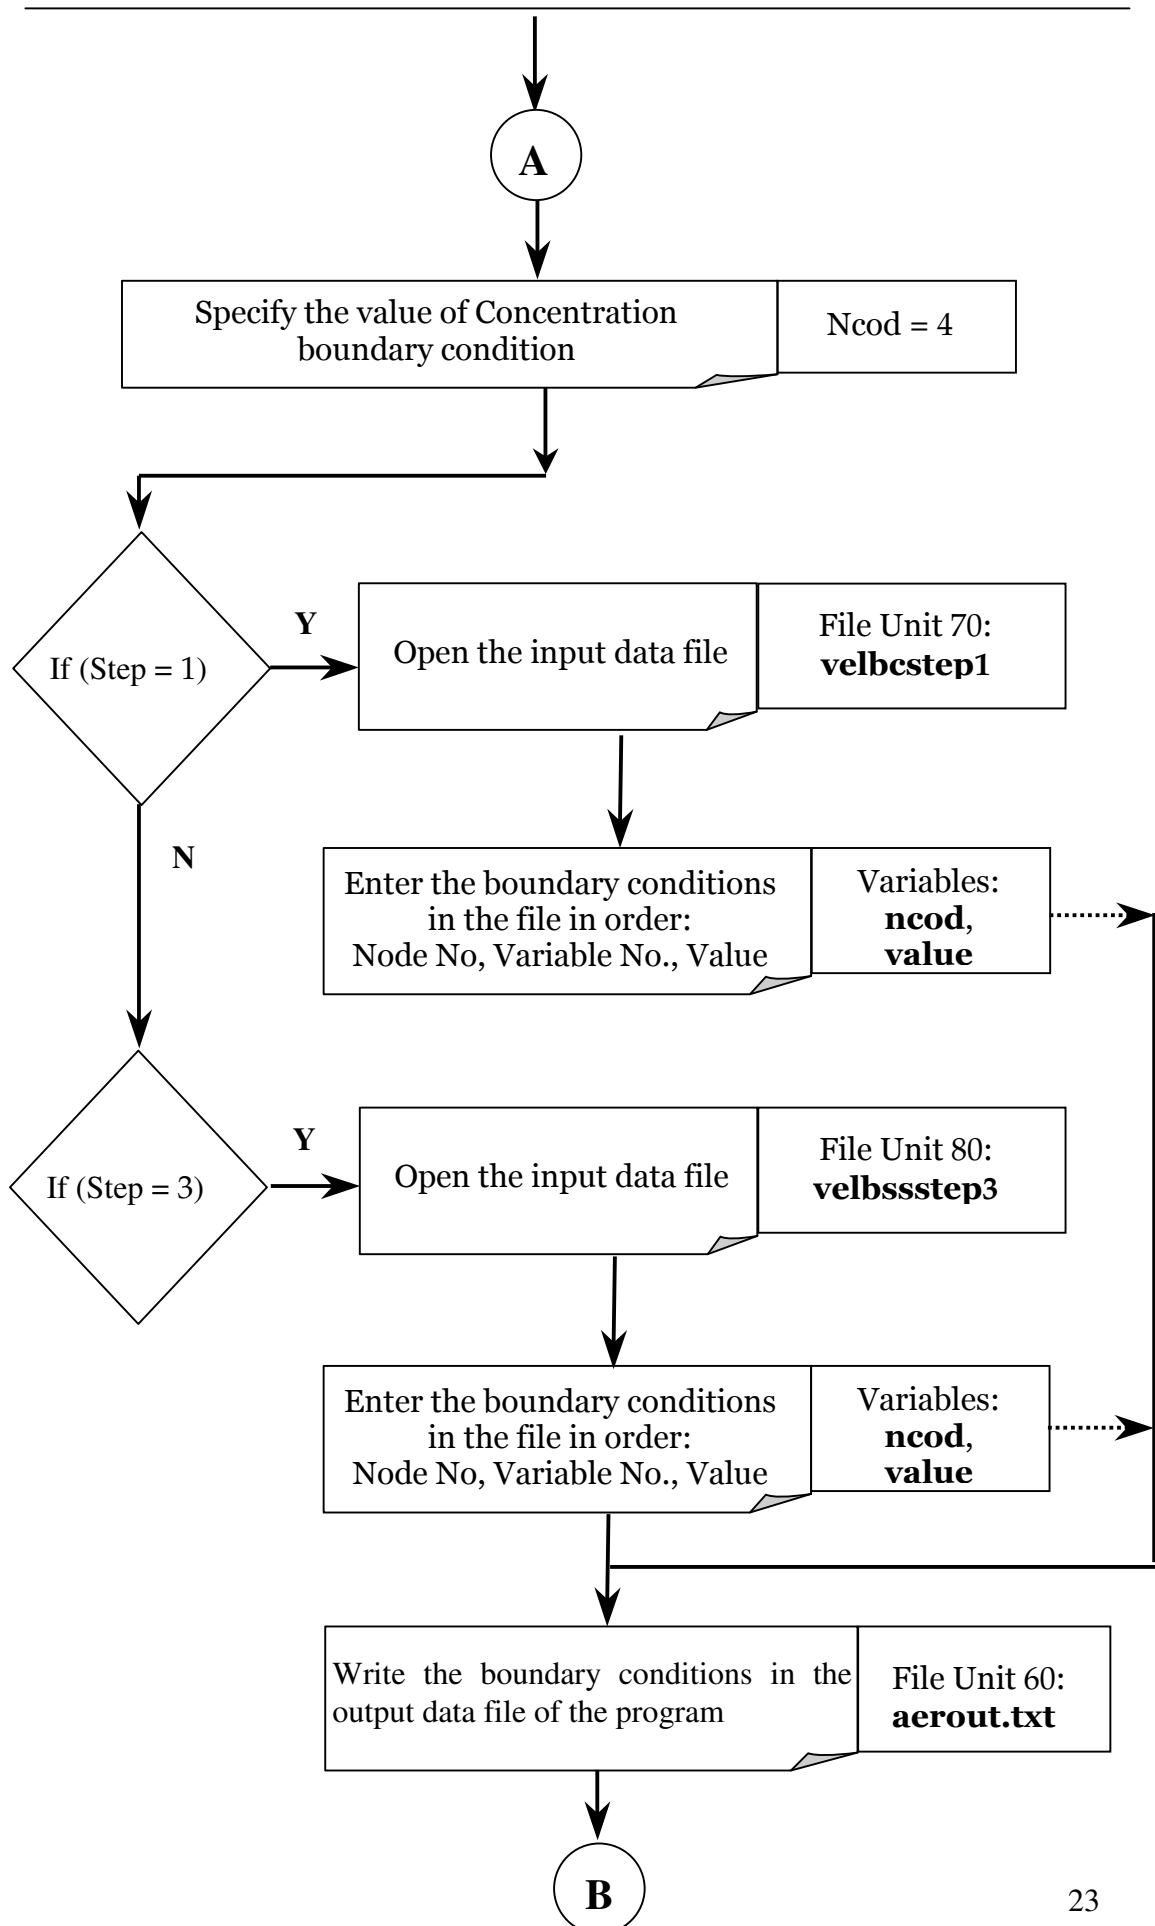 A
Specify the value of Concentration
boundary condition
Ncod = 4
If (Step = 1)
Y
Open the input data file
File Unit 70:
velbcstep1
N
Enter the boundary conditions
in the file in order:
Node No, Variable No., Value
Variables:
ncod,
value
If (Step = 3)
Y
Open the input data file
File Unit 80:
velbssstep3
Enter the boundary conditions
in the file in order:
Node No, Variable No., Value
Variables:
ncod,
value
Write the boundary conditions in the
output data file of the program
File Unit 60:
aerout.txt
B
23